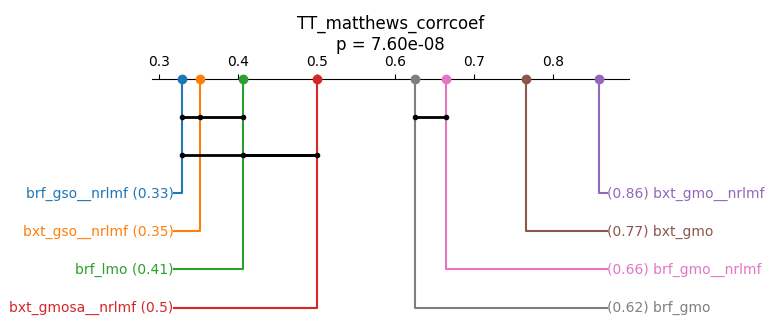 TT_matthews_corrcoef
p = 7.60e-08
0.3 0.4 0.5 0.6 0.7 0.8
brf_gso__nrlmf (0.33)
(0.86) bxt_gmo__nrlmf
bxt_gso__nrlmf (0.35)
(0.77) bxt_gmo
brf_lmo (0.41)
(0.66) brf_gmo__nrlmf
bxt_gmosa__nrlmf (0.5)
(0.62) brf_gmo